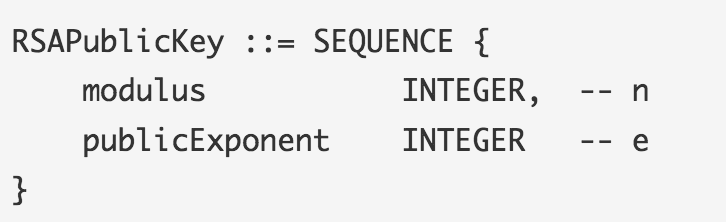 RSAPublicKey ::= SEQUENCE {
    modulus           INTEGER,  -- n
    publicExponent    INTEGER   -- e
}